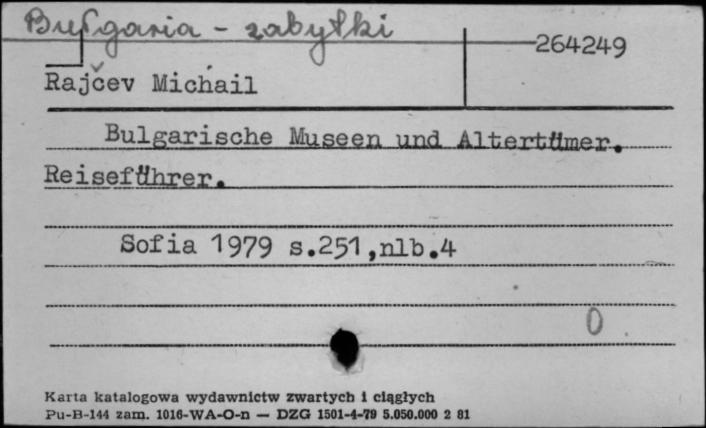 Bułgaria - zabytki
264249
Rajčev Michail
Bulgarische Museen und Altertümer.
Reiseführer.
Sofia 1979 s.251,nlb.4
0
Karta katalogowa wydawnictw zwartych i ciągłych
Pu-B-144 zam. 1016-WA-O-n — DZG 1501-4-79 5.050.000 2 81